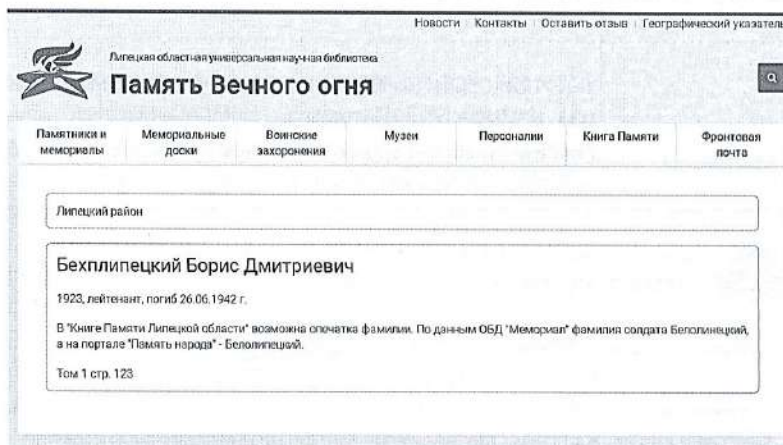 Новости Контакты Оставить отзыв Географический указатель
Липецкая областная универсальная научная библиотека
Память Вечного огня
Памятники и мемориалы
Мемориальные доски
Воинские захоронения
Музеи
Персоналии
Книга Памяти
Фронтовая почта
Липецкий район
Бехплипецкий Борис Дмитриевич
1923, лейтенант, погиб 26.06.1942 г.
В "Книге Памяти Липецкой области" возможна опечатка фамилии. По данным ОБД "Мемориал" фамилия солдата Белолинецкий,
а на портале "Память народа" - Белолипецкий.
Том 1 стр. 123